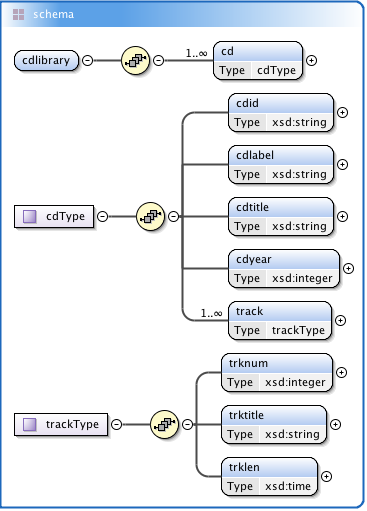 schema
cdlibrary
1..∞
cd
Type cdType
cdid
Type xsd:string
cdlabel
Type xsd:string
cdType
cdtitle
Type xsd:string
cdyear
Type xsd:integer
1..∞
track
Type trackType
trknum
Type xsd:integer
trackType
trktitle
Type xsd:string
trklen
Type xsd:time